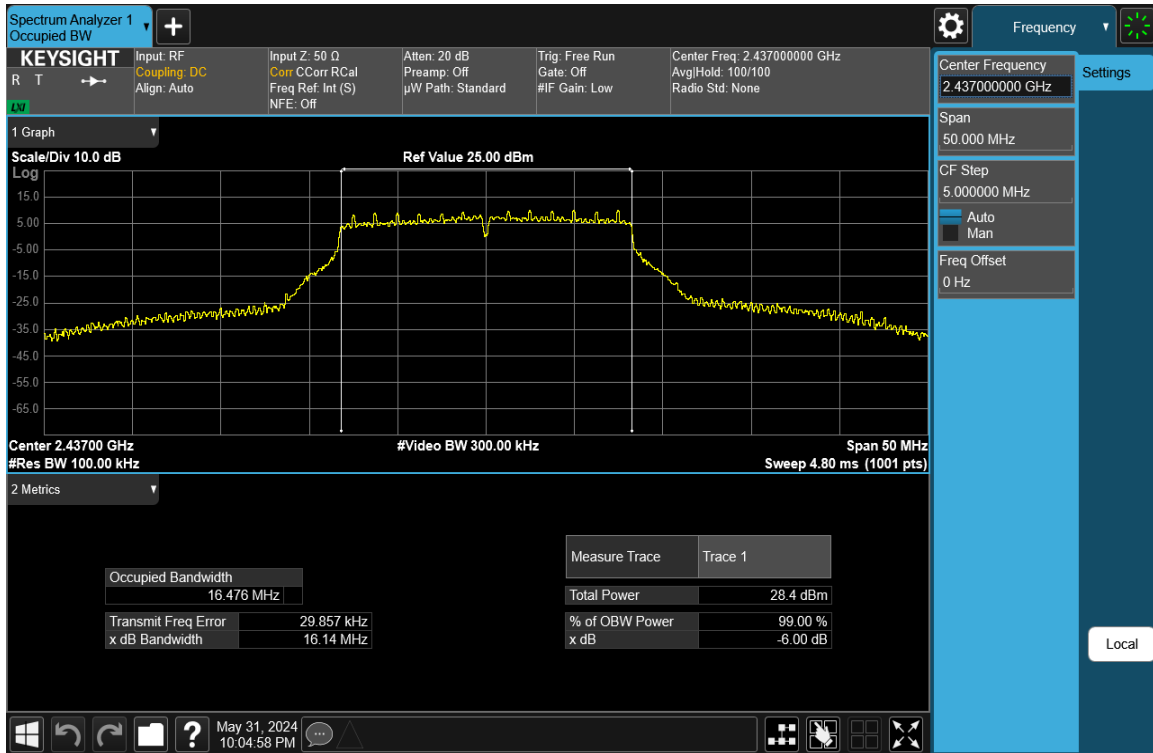 Spectrum Analyzer 1
Occupied BW
Frequency
KEYSIGHT
R T
LXI
Input: RF
Coupling: DC
Align: Auto
Input Z: 50 Ω
Corr CCorr RCal
Freq Ref: Int (S)
NFE: Off
Atten: 20 dB
Preamp: Off
µW Path: Standard
Trig: Free Run
Gate: Off
#IF Gain: Low
Center Freq: 2.437000000 GHz
Avg|Hold: 100/100
Radio Std: None
Center Frequency
2.437000000 GHz
Settings
Span
50.000 MHz
CF Step
5.000000 MHz
Auto
Man
Freq Offset
0 Hz
Local
1 Graph
Scale/Div 10.0 dB
Ref Value 25.00 dBm
Log
15.0
5.00
-5.00
-15.0
-25.0
-35.0
-45.0
-55.0
-65.0
Center 2.43700 GHz
#Video BW 300.00 kHz
Span 50 MHz
#Res BW 100.00 kHz
Sweep 4.80 ms (1001 pts)
2 Metrics
Occupied Bandwidth
16.476 MHz
Transmit Freq Error 29.857 kHz
x dB Bandwidth 16.14 MHz
Measure Trace Trace 1
Total Power 28.4 dBm
% of OBW Power 99.00 %
x dB -6.00 dB
?
May 31, 2024
10:04:58 PM